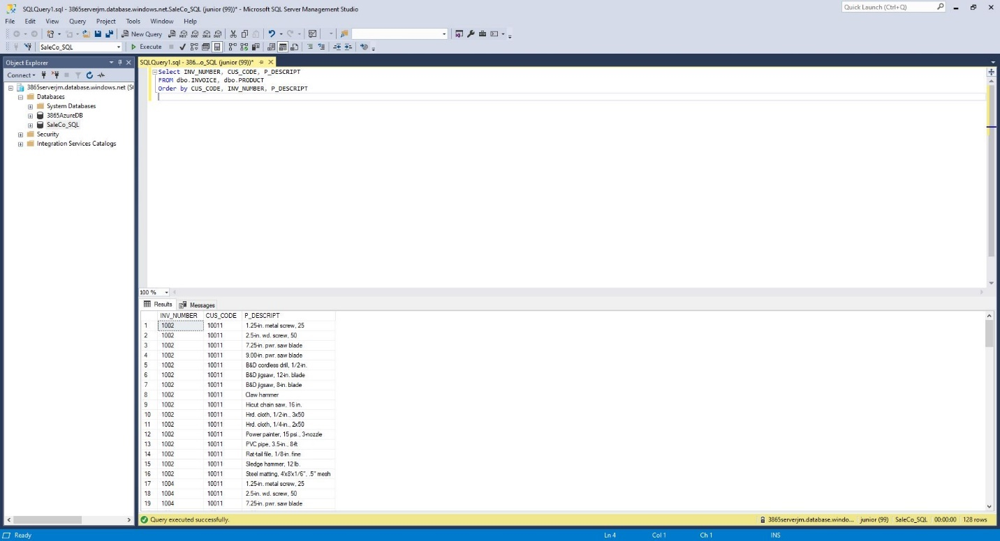 SQLQuery1.sql - 3865serverjm.database.windows.net.SaleCo_SQL (junior (99))* - Microsoft SQL Server Management Studio
Quick Launch (Ctrl+Q)
File Edit View Query Project Tools Window Help
New Query
SaleCo_SQL Execute
Object Explorer
SQLQuery1.sql - 386...o_SQL (junior (99))*
Connect
3865serverjm.database.windows.net (S
Databases
System Databases
3865AzureDB
SaleCo_SQL
Security
Integration Services Catalogs
Select INV_NUMBER, CUS_CODE, P_DESCRIPT
FROM dbo.INVOICE, dbo.PRODUCT
Order by CUS_CODE, INV_NUMBER, P_DESCRIPT
100 %
Results Messages
INV_NUMBER CUS_CODE P_DESCRIPT
1 1002 10011 1.25-in. metal screw, 25
2 1002 10011 2.5-in. wd. screw, 50
3 1002 10011 7.25-in. pwr. saw blade
4 1002 10011 9.00-in. pwr. saw blade
5 1002 10011 B&D cordless drill, 1/2-in.
6 1002 10011 B&D jigsaw, 12-in. blade
7 1002 10011 B&D jigsaw, 8-in. blade
8 1002 10011 Claw hammer
9 1002 10011 Hicut chain saw, 16 in.
10 1002 10011 Hrd. cloth, 1/2-in., 3x50
11 1002 10011 Hrd. cloth, 1/4-in., 2x50
12 1002 10011 Power painter, 15 psi., 3-nozzle
13 1002 10011 PVC pipe, 3.5-in., 8-ft
14 1002 10011 Rat-tail file, 1/8-in. fine
15 1002 10011 Sledge hammer, 12 lb.
16 1002 10011 Steel matting, 4'x8'x1/6", .5" mesh
17 1004 10011 1.25-in. metal screw, 25
18 1004 10011 2.5-in. wd. screw, 50
19 1004 10011 7.25-in. pwr. saw blade
Query executed successfully.
3865serverjm.database.windo... junior (99) SaleCo_SQL 00:00:00 128 rows
Ready Ln 4 Col 1 Ch 1 INS